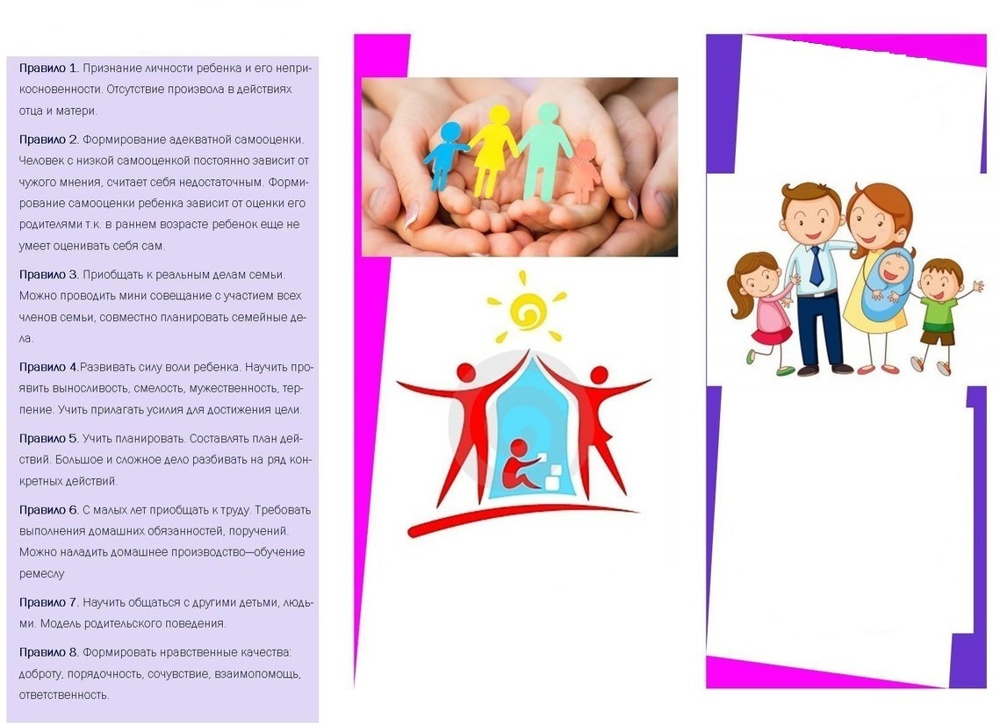 Правило 1. Признание личности ребенка и его непри-
косновенности. Отсутствие произвола в действиях
отца и матери.
Правило 2. Формирование адекватной самооценки.
Человек с низкой самооценкой постоянно зависит от
чужого мнения, считает себя недостаточным. Форми-
рование самооценки ребенка зависит от оценки его
родителями т.к. в раннем возрасте ребенок еще не
умеет оценивать себя сам.
Правило 3. Приобщать к реальным делам семьи.
Можно проводить мини совещание с участием всех
членов семьи, совместно планировать семейные де-
ла.
Правило 4.Развивать силу воли ребенка. Научить про-
явить выносливость, смелость, мужественность, тер-
пение. Учить прилагать усилия для достижения цели.
Правило 5. Учить планировать. Составлять план дей-
ствий. Большое и сложное дело разбивать на ряд кон-
кретных действий.
Правило 6. С малых лет приобщать к труду. Требовать
выполнения домашних обязанностей, поручений.
Можно наладить домашнее производство—обучение
ремеслу
Правило 7. Научить общаться с другими детьми, людь-
ми. Модель родительского поведения.
Правило 8. Формировать нравственные качества:
доброту, порядочность, сочувствие, взаимопомощь,
ответственность.